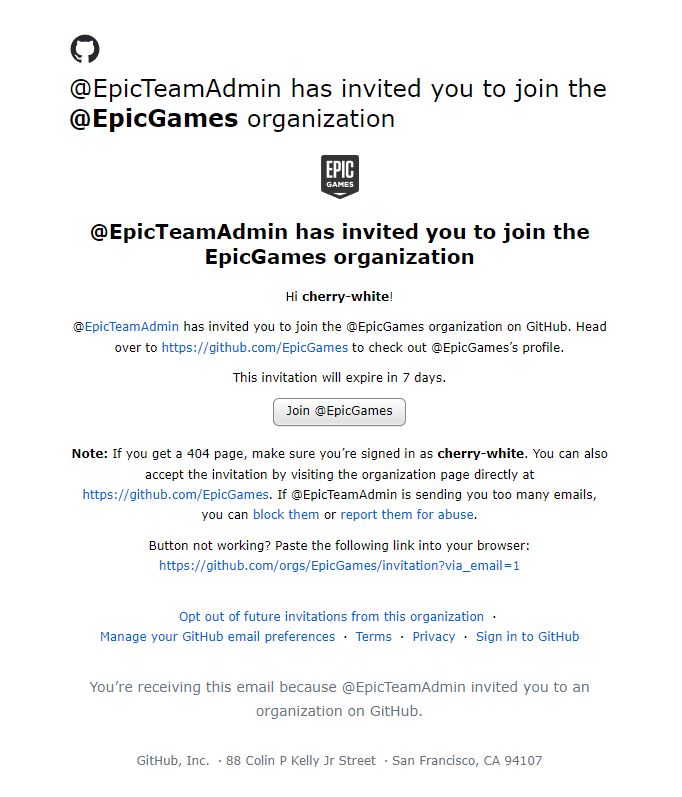 @EpicTeamAdmin has invited you to join the
@EpicGames organization
EPIC
GAMES
@EpicTeamAdmin has invited you to join the
EpicGames organization
Hi cherry-white!
@EpicTeamAdmin has invited you to join the @EpicGames organization on GitHub. Head
over to https://github.com/EpicGames to check out @EpicGames’s profile.
This invitation will expire in 7 days.
Join @EpicGames
Note: If you get a 404 page, make sure you’re signed in as cherry-white. You can also
accept the invitation by visiting the organization page directly at
https://github.com/EpicGames. If @EpicTeamAdmin is sending you too many emails,
you can block them or report them for abuse.
Button not working? Paste the following link into your browser:
https://github.com/orgs/EpicGames/invitation?via_email=1
Opt out of future invitations from this organization ·
Manage your GitHub email preferences · Terms · Privacy · Sign in to GitHub
You’re receiving this email because @EpicTeamAdmin invited you to an
organization on GitHub.
GitHub, Inc. · 88 Colin P Kelly Jr Street · San Francisco, CA 94107